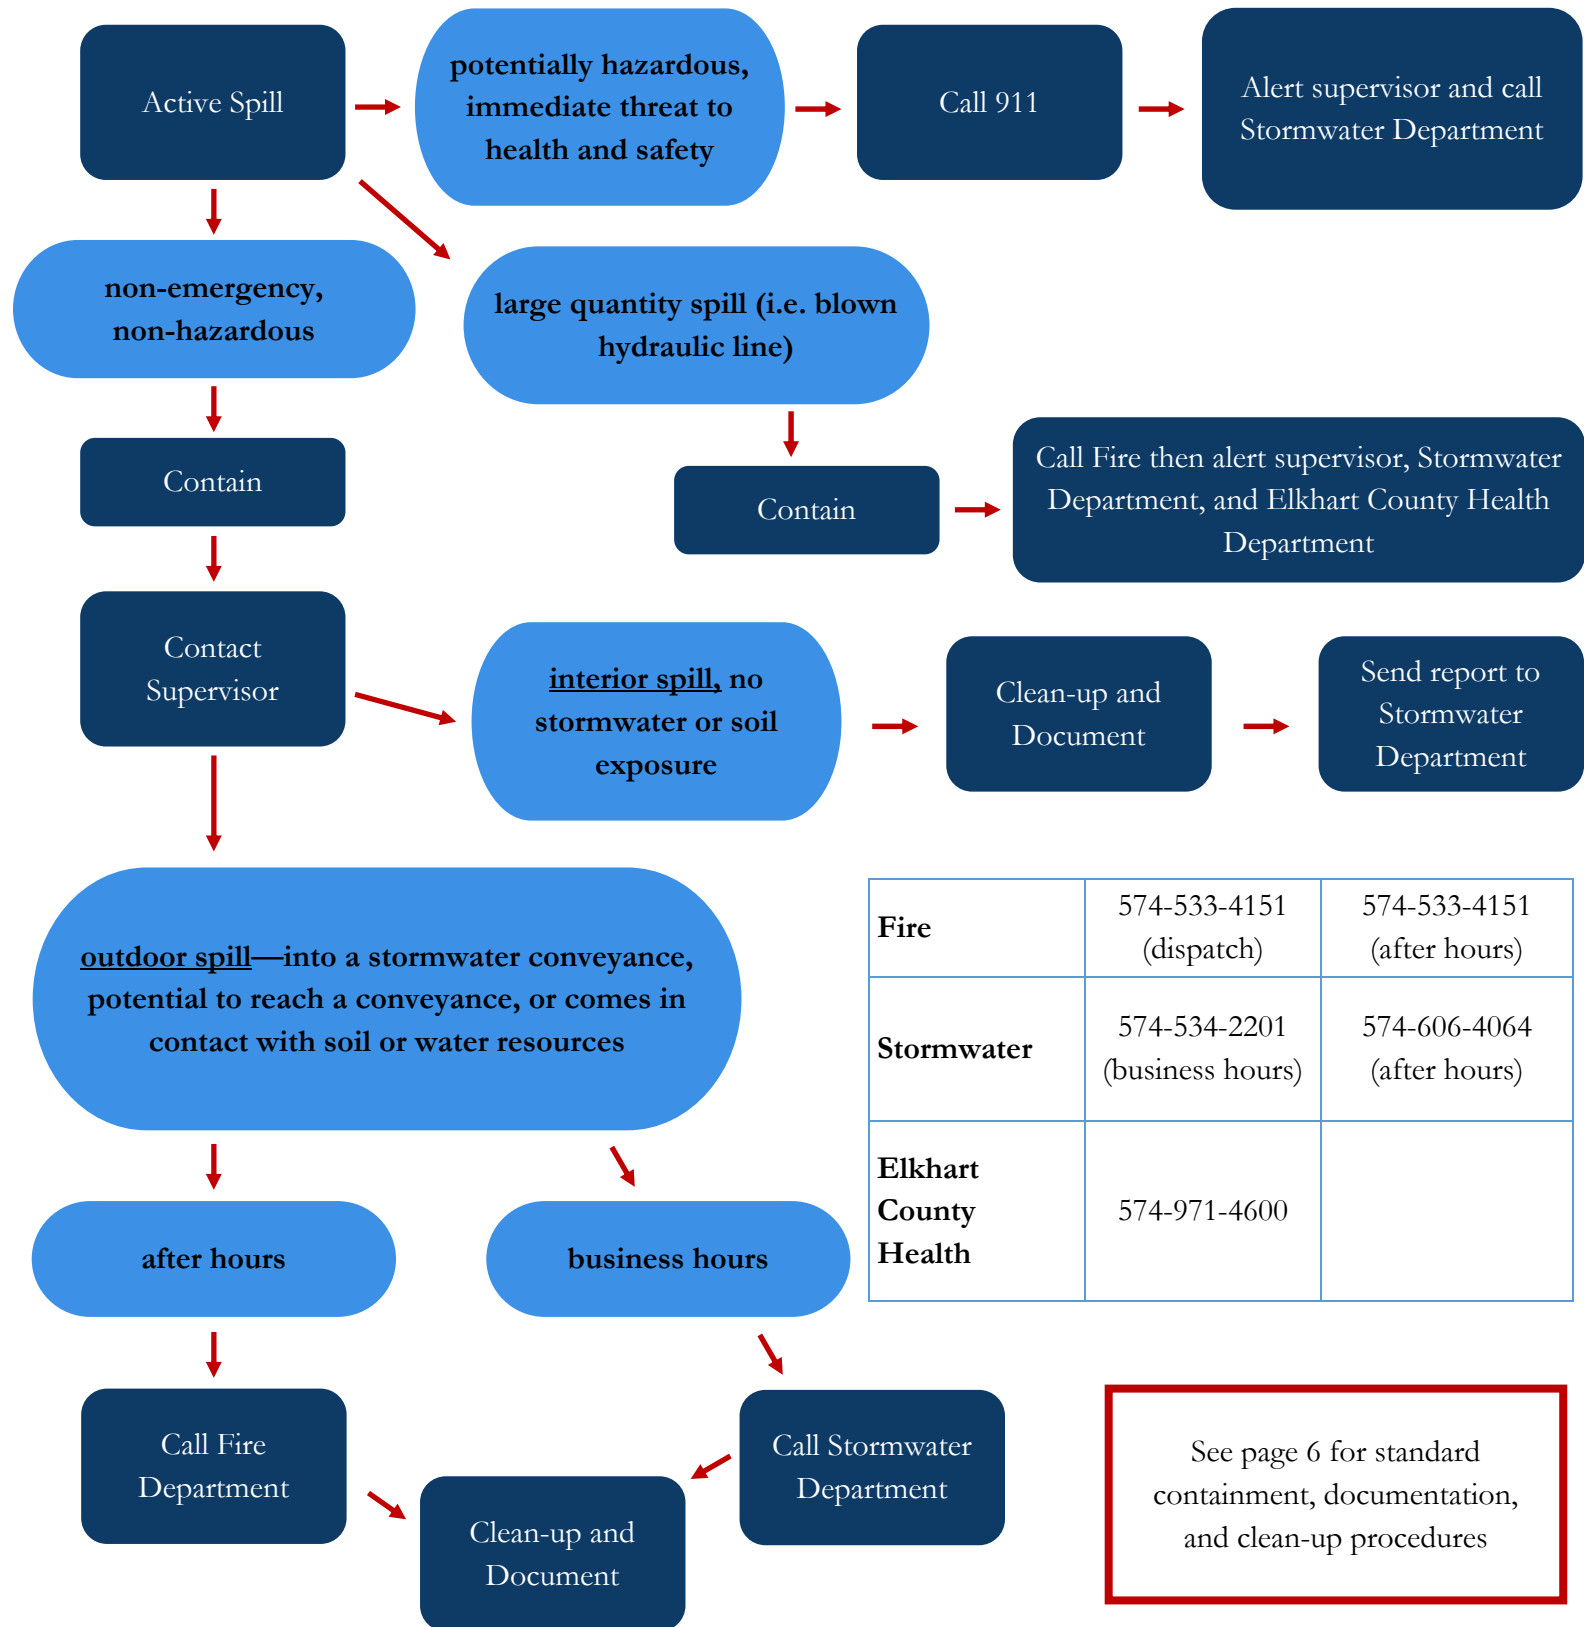 Active Spill
potentially hazardous,
immediate threat to
health and safety
Call 911
Alert supervisor and call
Stormwater Department
non-emergency,
non-hazardous
large quantity spill (i.e. blown
hydraulic line)
Contain
Contain
Call Fire then alert supervisor, Stormwater
Department, and Elkhart County Health
Department
Contact
Supervisor
interior spill, no
stormwater or soil
exposure
Clean-up and
Document
Send report to
Stormwater
Department
outdoor spill—into a stormwater conveyance,
potential to reach a conveyance, or comes in
contact with soil or water resources
Fire
574-533-4151
(dispatch)
574-533-4151
(after hours)
Stormwater
574-534-2201
(business hours)
574-606-4064
(after hours)
Elkhart
County
Health
574-971-4600
after hours
business hours
Call Fire
Department
Call Stormwater
Department
Clean-up and
Document
See page 6 for standard
containment, documentation,
and clean-up procedures